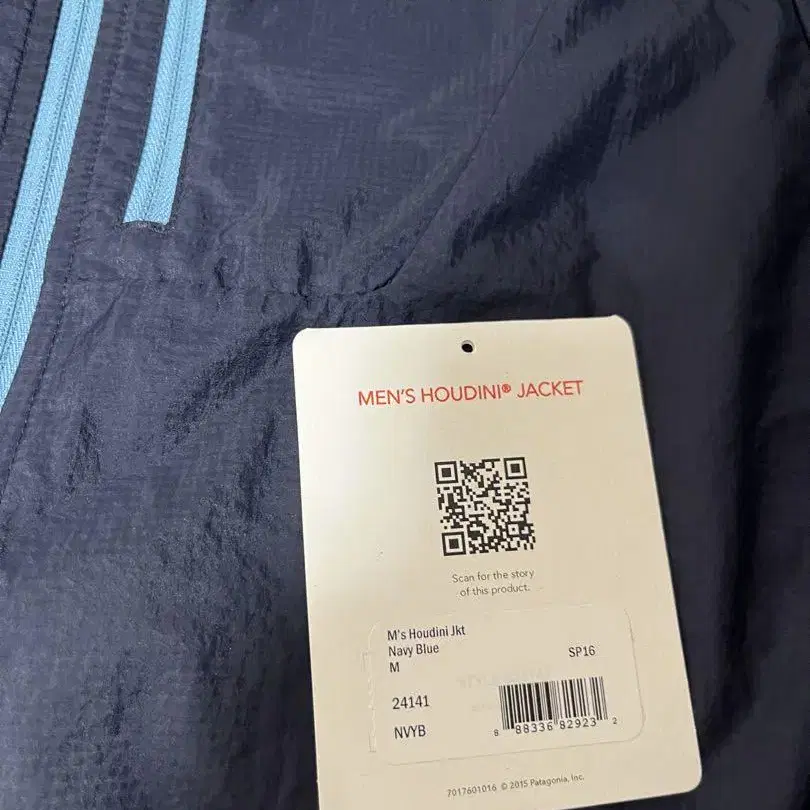 MEN'S HOUDINI® JACKET
Scan for the story
of this product.
M's Houdini Jkt
Navy Blue
M SP16
24141
NVYB
8 88336 82923 2
7017601016 © 2015 Patagonia, Inc.